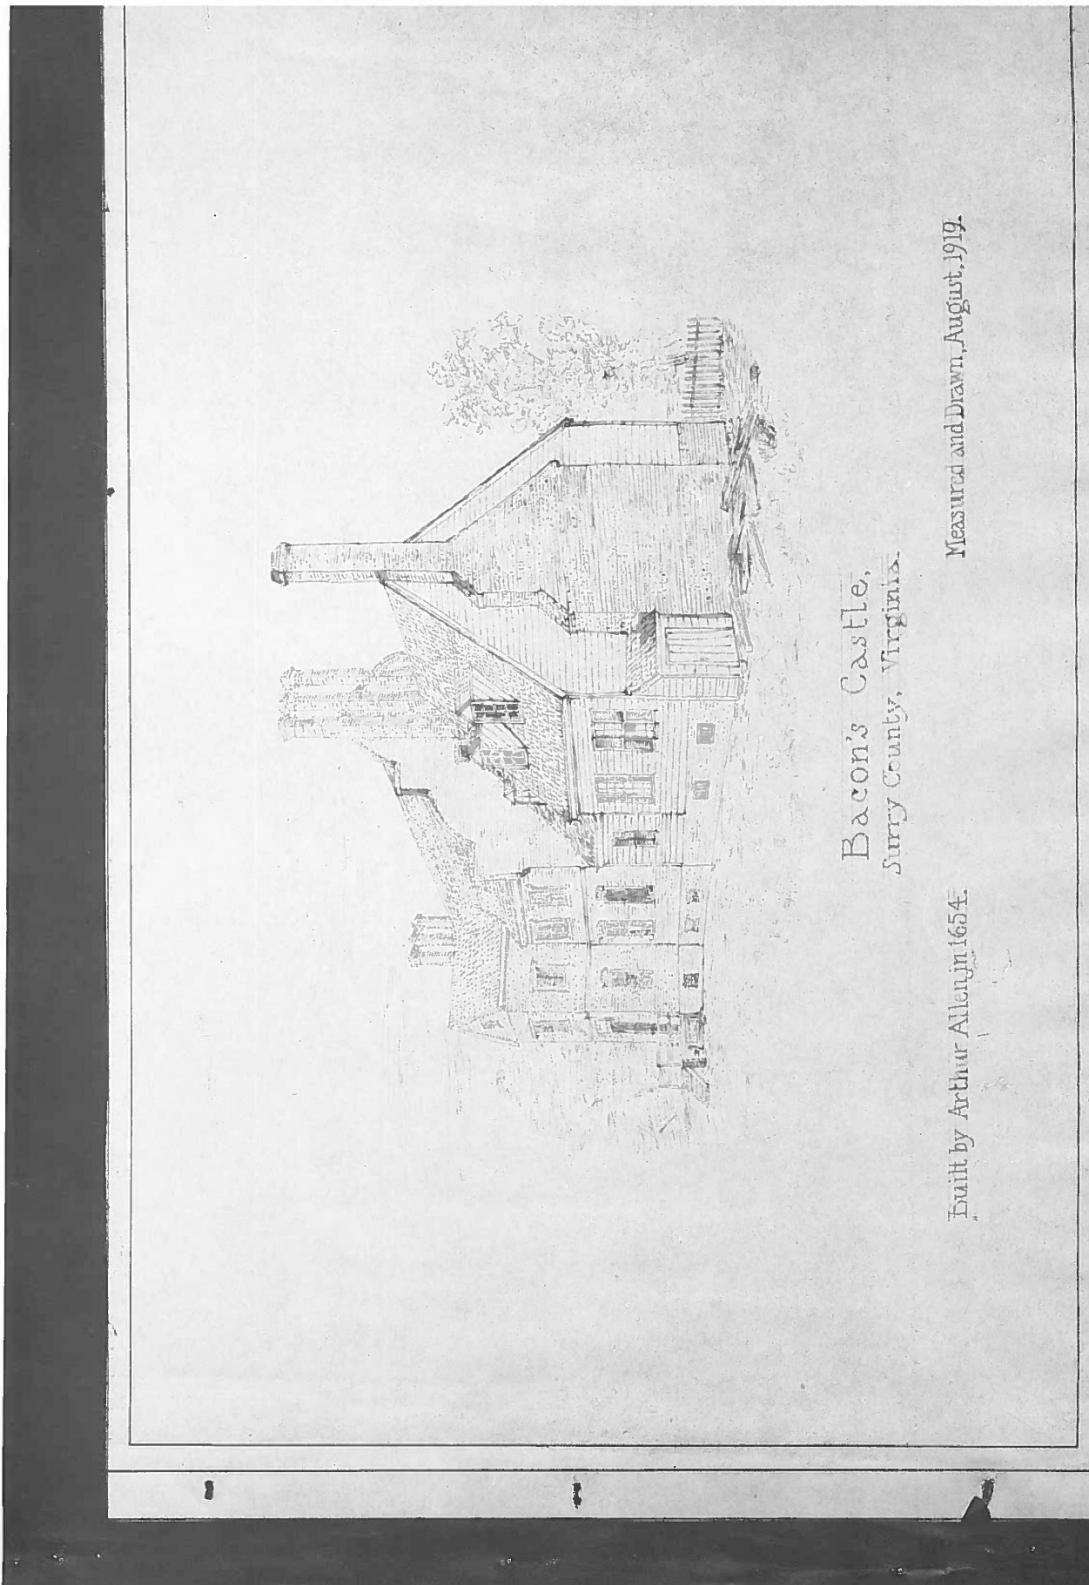 Bacon's Castle,
Surry County, Virginia.
Built by Arthur Allen, in 1654.
Measured and Drawn, August, 1919.